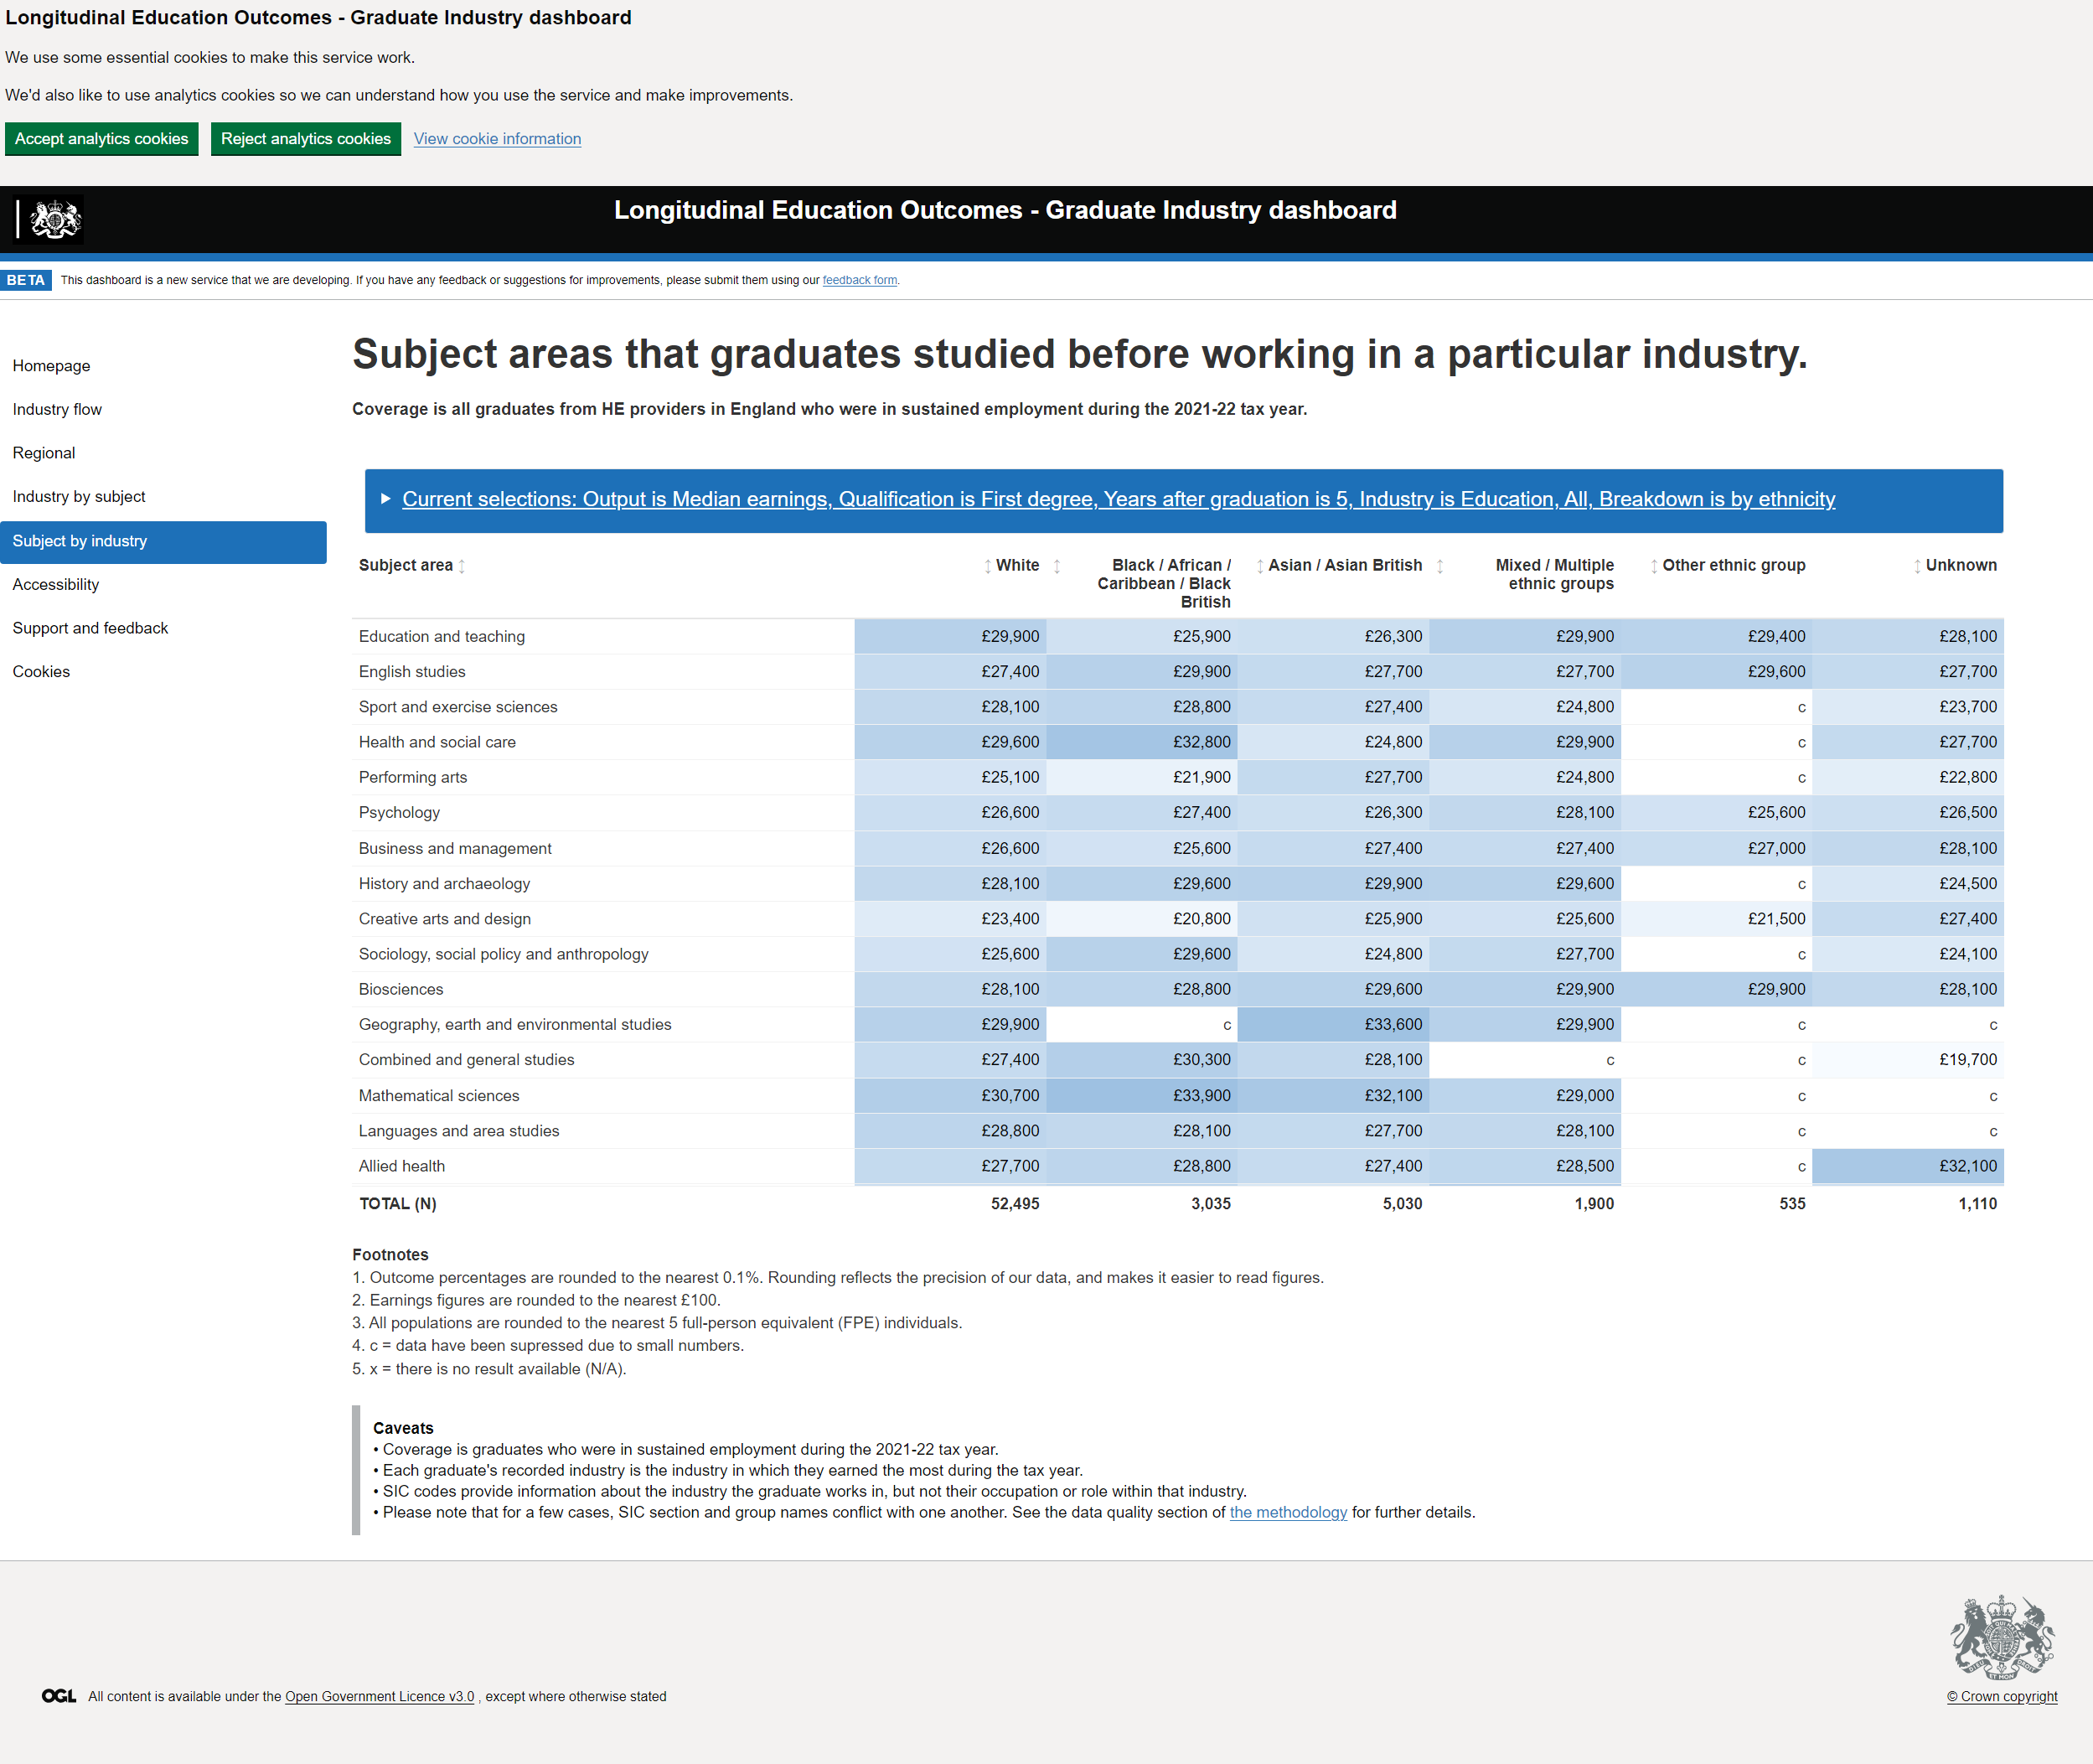 Longitudinal Education Outcomes - Graduate Industry dashboard
We use some essential cookies to make this service work.
We'd also like to use analytics cookies so we can understand how you use the service and make improvements.
Accept analytics cookies Reject analytics cookies View cookie information
Longitudinal Education Outcomes - Graduate Industry dashboard
BETA This dashboard is a new service that we are developing. If you have any feedback or suggestions for improvements, please submit them using our feedback form.
Homepage
Industry flow
Regional
Industry by subject
Subject by industry
Accessibility
Support and feedback
Cookies
Subject areas that graduates studied before working in a particular industry.
Coverage is all graduates from HE providers in England who were in sustained employment during the 2021-22 tax year.
Current selections: Output is Median earnings, Qualification is First degree, Years after graduation is 5, Industry is Education, All, Breakdown is by ethnicity
Subject area White Black / African / Caribbean / Black British Asian / Asian British Mixed / Multiple ethnic groups Other ethnic group Unknown
Education and teaching £29,900 £25,900 £26,300 £29,900 £29,400 £28,100
English studies £27,400 £29,900 £27,700 £27,700 £29,600 £27,700
Sport and exercise sciences £28,100 £28,800 £27,400 £24,800 c £23,700
Health and social care £29,600 £32,800 £24,800 £29,900 c £27,700
Performing arts £25,100 £21,900 £27,700 £24,800 c £22,800
Psychology £26,600 £27,400 £26,300 £28,100 £25,600 £26,500
Business and management £26,600 £25,600 £27,400 £27,400 £27,000 £28,100
History and archaeology £28,100 £29,600 £29,900 £29,600 c £24,500
Creative arts and design £23,400 £20,800 £25,900 £25,600 £21,500 £27,400
Sociology, social policy and anthropology £25,600 £29,600 £24,800 £27,700 c £24,100
Biosciences £28,100 £28,800 £29,600 £29,900 £29,900 £28,100
Geography, earth and environmental studies £29,900 c £33,600 £29,900 c c
Combined and general studies £27,400 £30,300 £28,100 c c £19,700
Mathematical sciences £30,700 £33,900 £32,100 £29,000 c c
Languages and area studies £28,800 £28,100 £27,700 £28,100 c c
Allied health £27,700 £28,800 £27,400 £28,500 c £32,100
TOTAL (N) 52,495 3,035 5,030 1,900 535 1,110
Footnotes
1. Outcome percentages are rounded to the nearest 0.1%. Rounding reflects the precision of our data, and makes it easier to read figures.
2. Earnings figures are rounded to the nearest £100.
3. All populations are rounded to the nearest 5 full-person equivalent (FPE) individuals.
4. c = data have been supressed due to small numbers.
5. x = there is no result available (N/A).
Caveats
• Coverage is graduates who were in sustained employment during the 2021-22 tax year.
• Each graduate's recorded industry is the industry in which they earned the most during the tax year.
• SIC codes provide information about the industry the graduate works in, but not their occupation or role within that industry.
• Please note that for a few cases, SIC section and group names conflict with one another. See the data quality section of the methodology for further details.
OGL All content is available under the Open Government Licence v3.0 , except where otherwise stated
© Crown copyright